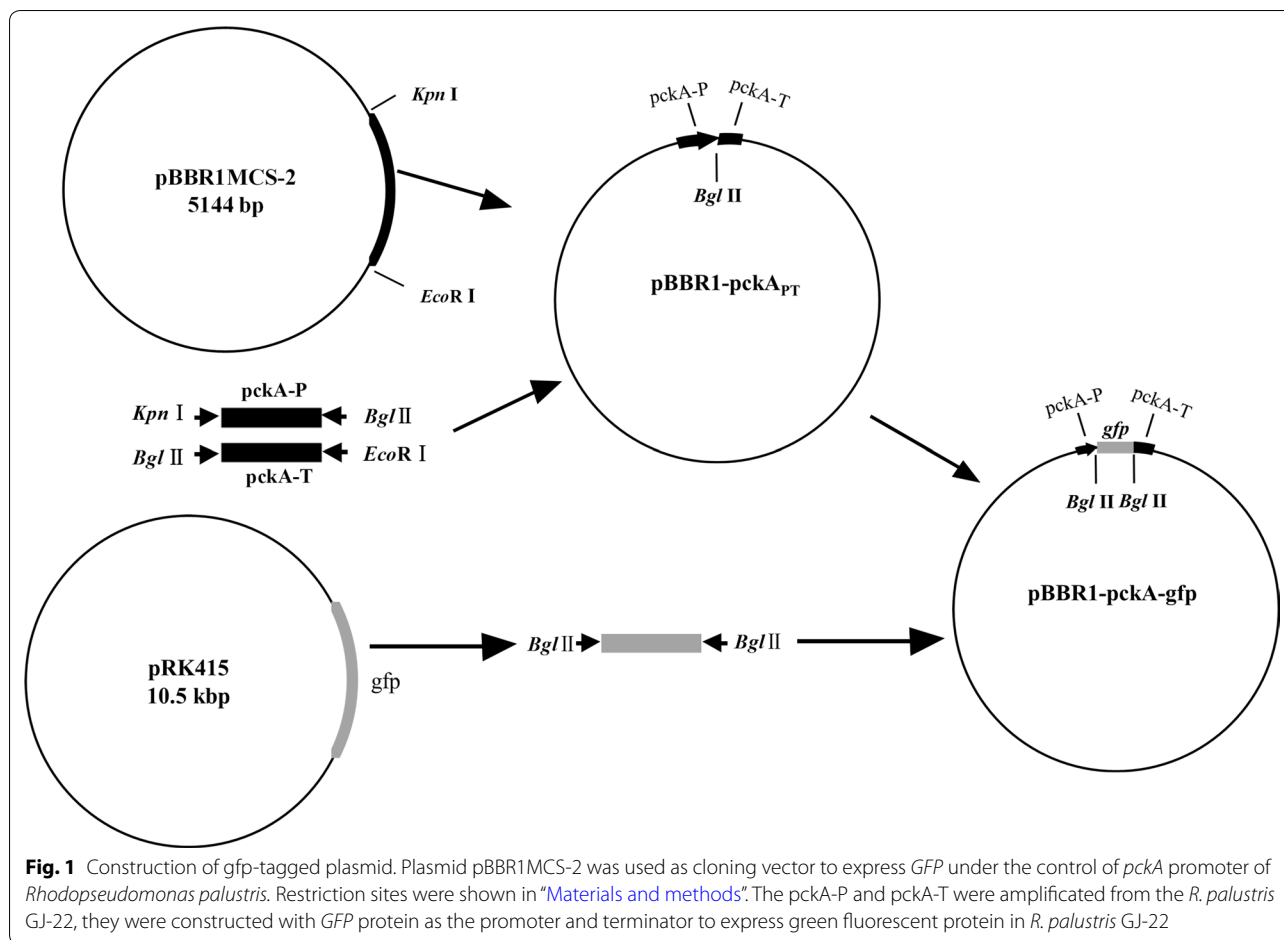 Kpn I
pBBR1MCS-2
5144 bp
EcoR I
pckA-P
pckA-T
Bgl II
pBBR1-pckAPT
pckA-P
Kpn I
Bgl II
Bgl II
EcoR I
pckA-T
pckA-P
gfp
pckA-T
Bgl II Bgl II
pBBR1-pckA-gfp
pRK415
10.5 kbp
gfp
Bgl II
Bgl II
Fig. 1 Construction of gfp-tagged plasmid. Plasmid pBBR1MCS-2 was used as cloning vector to express GFP under the control of pckA promoter of
Rhodopseudomonas palustris. Restriction sites were shown in “Materials and methods”. The pckA-P and pckA-T were amplificated from the R. palustris
GJ-22, they were constructed with GFP protein as the promoter and terminator to express green fluorescent protein in R. palustris GJ-22